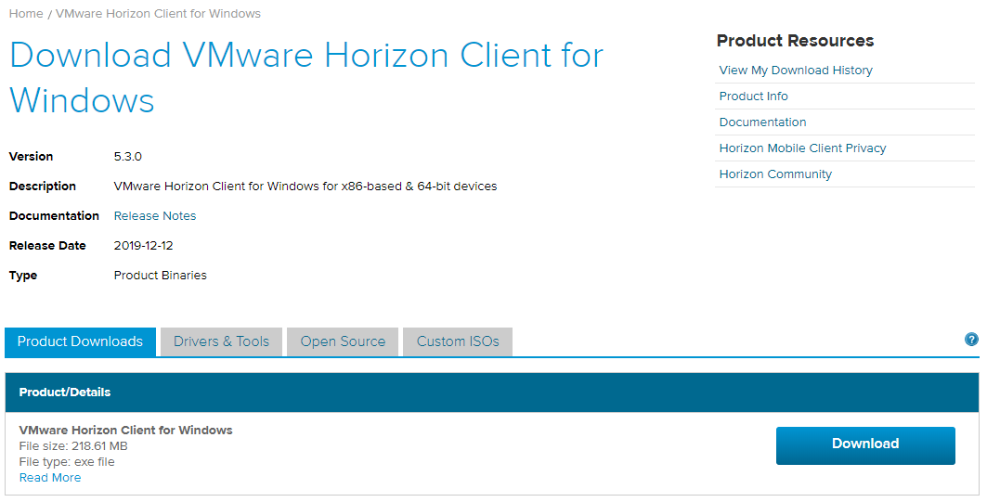 Home / VMware Horizon Client for Windows
Download VMware Horizon Client for
Windows
Version 5.3.0
Description VMware Horizon Client for Windows for x86-based & 64-bit devices
Documentation Release Notes
Release Date 2019-12-12
Type Product Binaries
Product Resources
View My Download History
Product Info
Documentation
Horizon Mobile Client Privacy
Horizon Community
Product Downloads Drivers & Tools Open Source Custom ISOs ?
Product/Details
VMware Horizon Client for Windows
File size: 218.61 MB
File type: exe file
Read More
Download